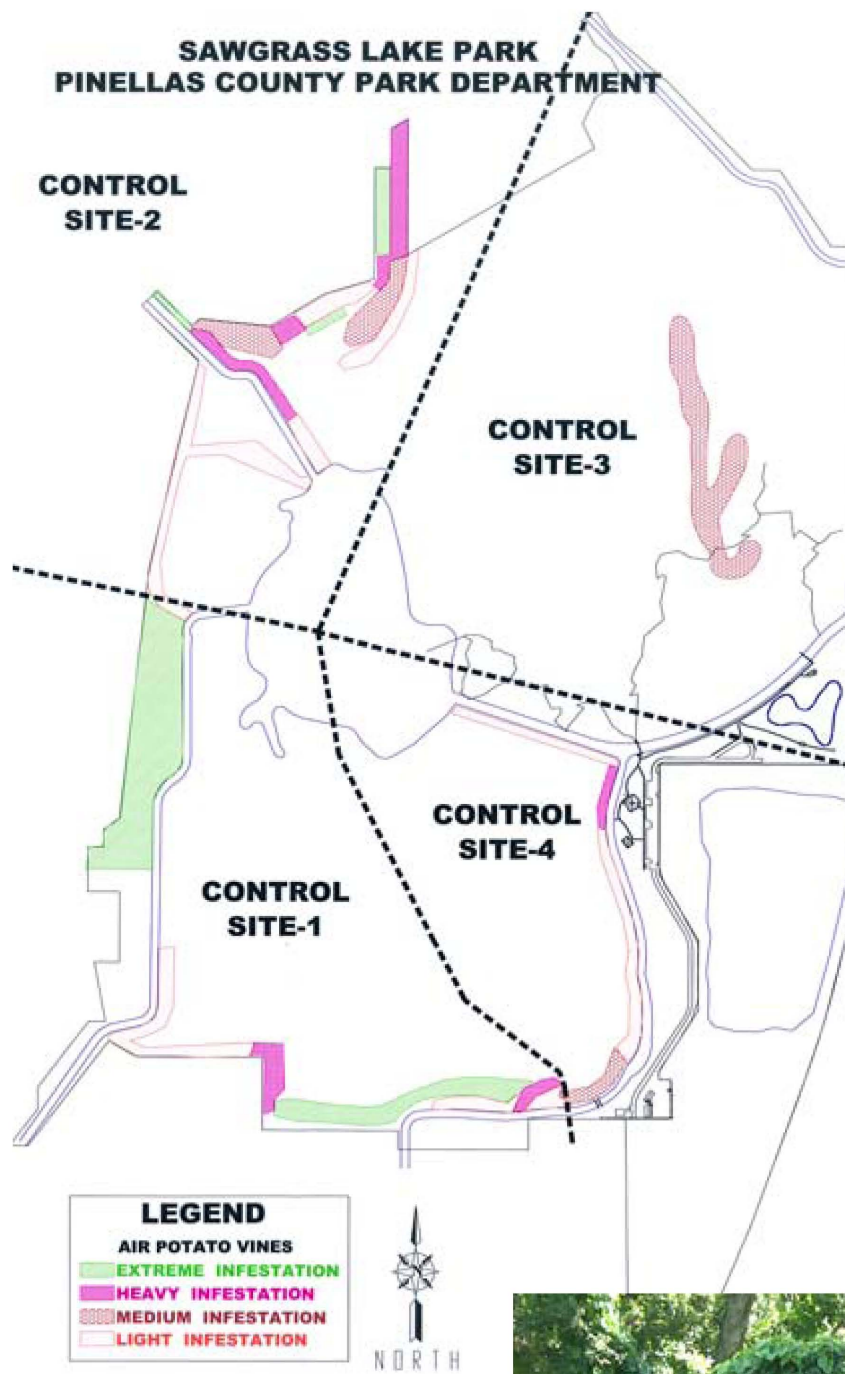 SAWGRASS LAKE PARK
PINELLAS COUNTY PARK DEPARTMENT
CONTROL
SITE-2
CONTROL
SITE-3
CONTROL
SITE-4
CONTROL
SITE-1
LEGEND
AIR POTATO VINES
EXTREME INFESTATION
HEAVY INFESTATION
MEDIUM INFESTATION
LIGHT INFESTATION
NORTH